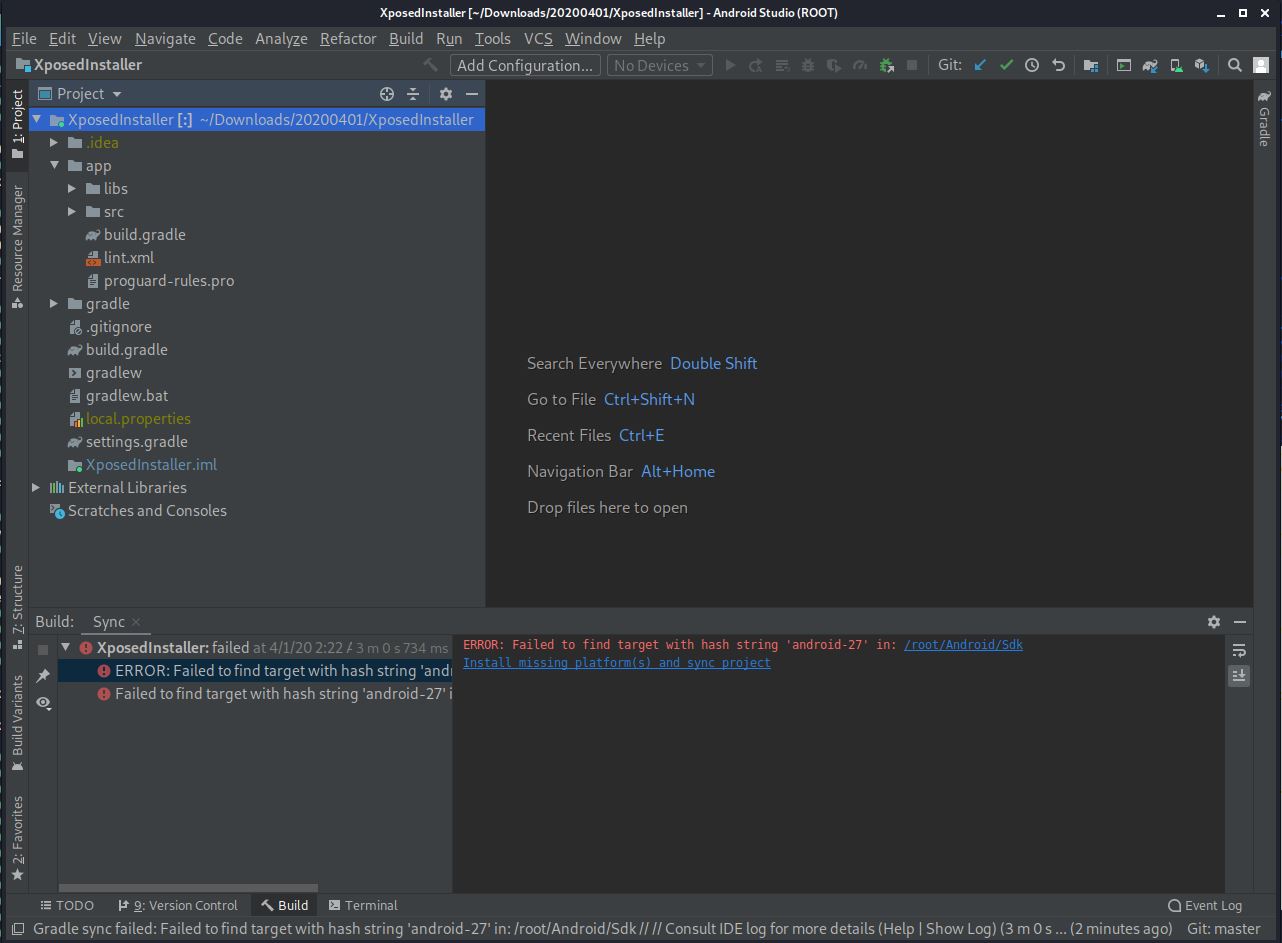 XposedInstaller [~/Downloads/20200401/XposedInstaller] - Android Studio (ROOT)
File Edit View Navigate Code Analyze Refactor Build Run Tools VCS Window Help
XposedInstaller Add Configuration... No Devices Git:
1: Project
Resource Manager
Z: Structure
Build Variants
2: Favorites
Project
XposedInstaller [:] ~/Downloads/20200401/XposedInstaller
.idea
app
libs
src
build.gradle
lint.xml
proguard-rules.pro
gradle
.gitignore
build.gradle
gradlew
gradlew.bat
local.properties
settings.gradle
XposedInstaller.iml
External Libraries
Scratches and Consoles
Search Everywhere Double Shift
Go to File Ctrl+Shift+N
Recent Files Ctrl+E
Navigation Bar Alt+Home
Drop files here to open
Gradle
Build: Sync
XposedInstaller: failed at 4/1/20 2:22 A 3 m 0 s 734 ms
ERROR: Failed to find target with hash string 'andr
Failed to find target with hash string 'android-27' i
ERROR: Failed to find target with hash string 'android-27' in: /root/Android/Sdk
Install missing platform(s) and sync project
TODO 9: Version Control Build Terminal Event Log
Gradle sync failed: Failed to find target with hash string 'android-27' in: /root/Android/Sdk // // Consult IDE log for more details (Help | Show Log) (3 m 0 s ... (2 minutes ago) Git: master